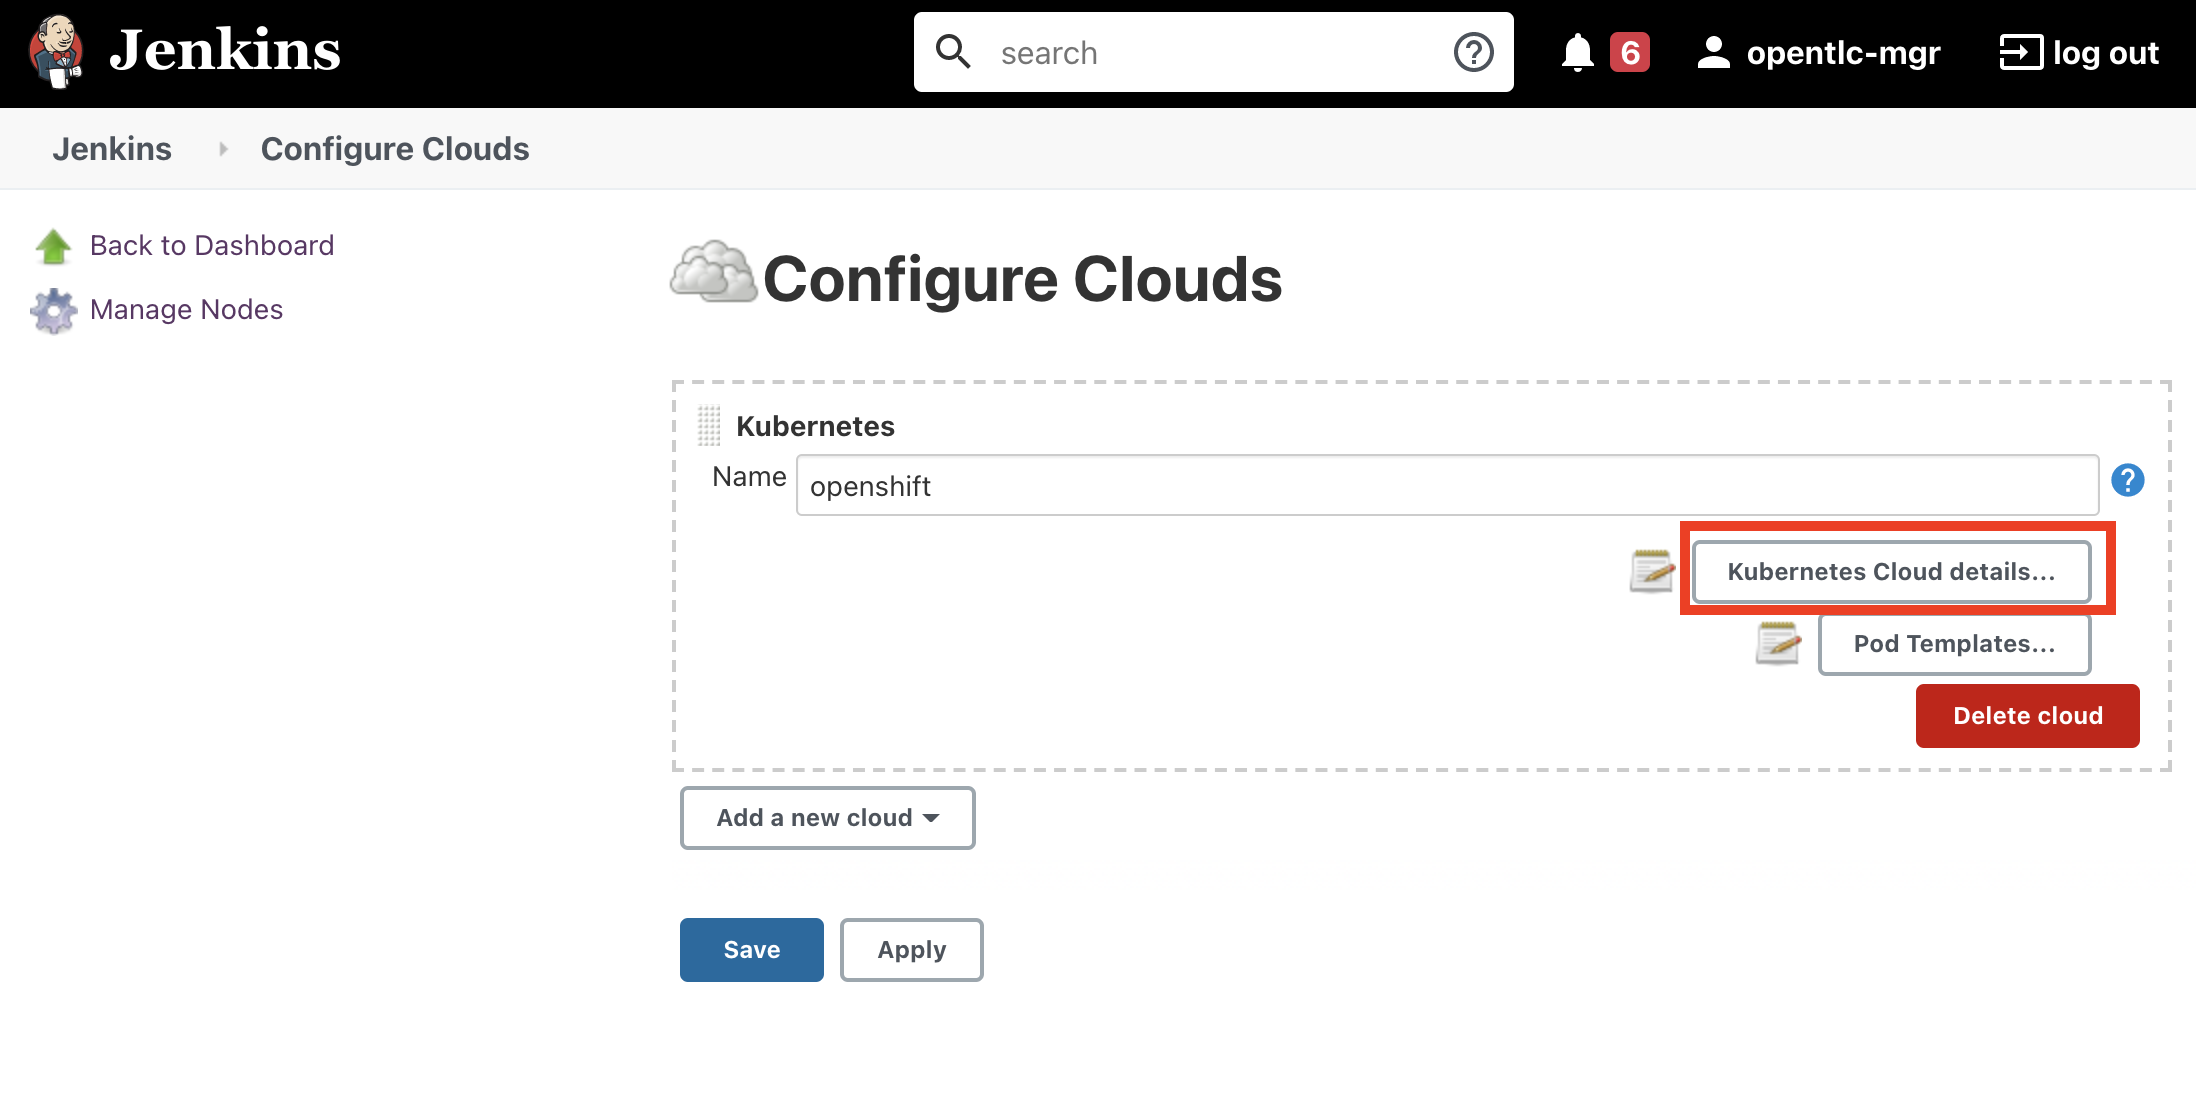 Jenkins
search
6
opentlc-mgr
log out
Jenkins
Configure Clouds
Back to Dashboard
Manage Nodes
Configure Clouds
Kubernetes
Name
openshift
?
Kubernetes Cloud details...
Pod Templates...
Delete cloud
Add a new cloud
Save
Apply